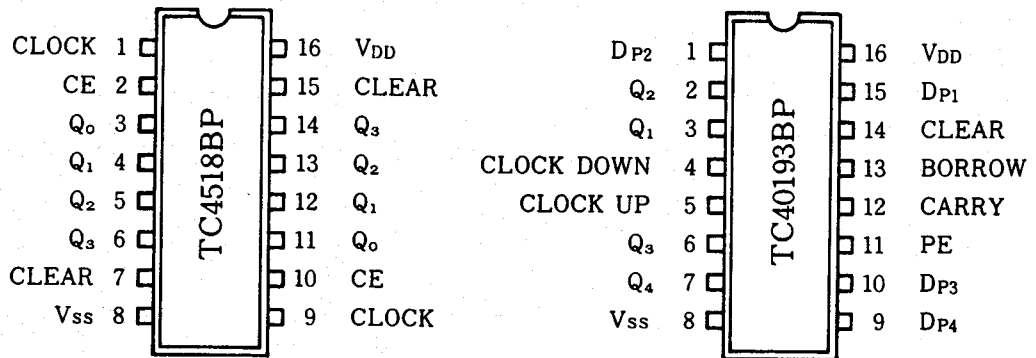 CLOCK 1
CE 2
Q₀ 3
Q₁ 4
Q₂ 5
Q₃ 6
CLEAR 7
Vss 8
TC4518BP
16 VDD
15 CLEAR
14 Q₃
13 Q₂
12 Q₁
11 Q₀
10 CE
9 CLOCK
DP2 1
Q₂ 2
Q₁ 3
CLOCK DOWN 4
CLOCK UP 5
Q₃ 6
Q₄ 7
Vss 8
TC40193BP
16 VDD
15 DP1
14 CLEAR
13 BORROW
12 CARRY
11 PE
10 DP3
9 DP4